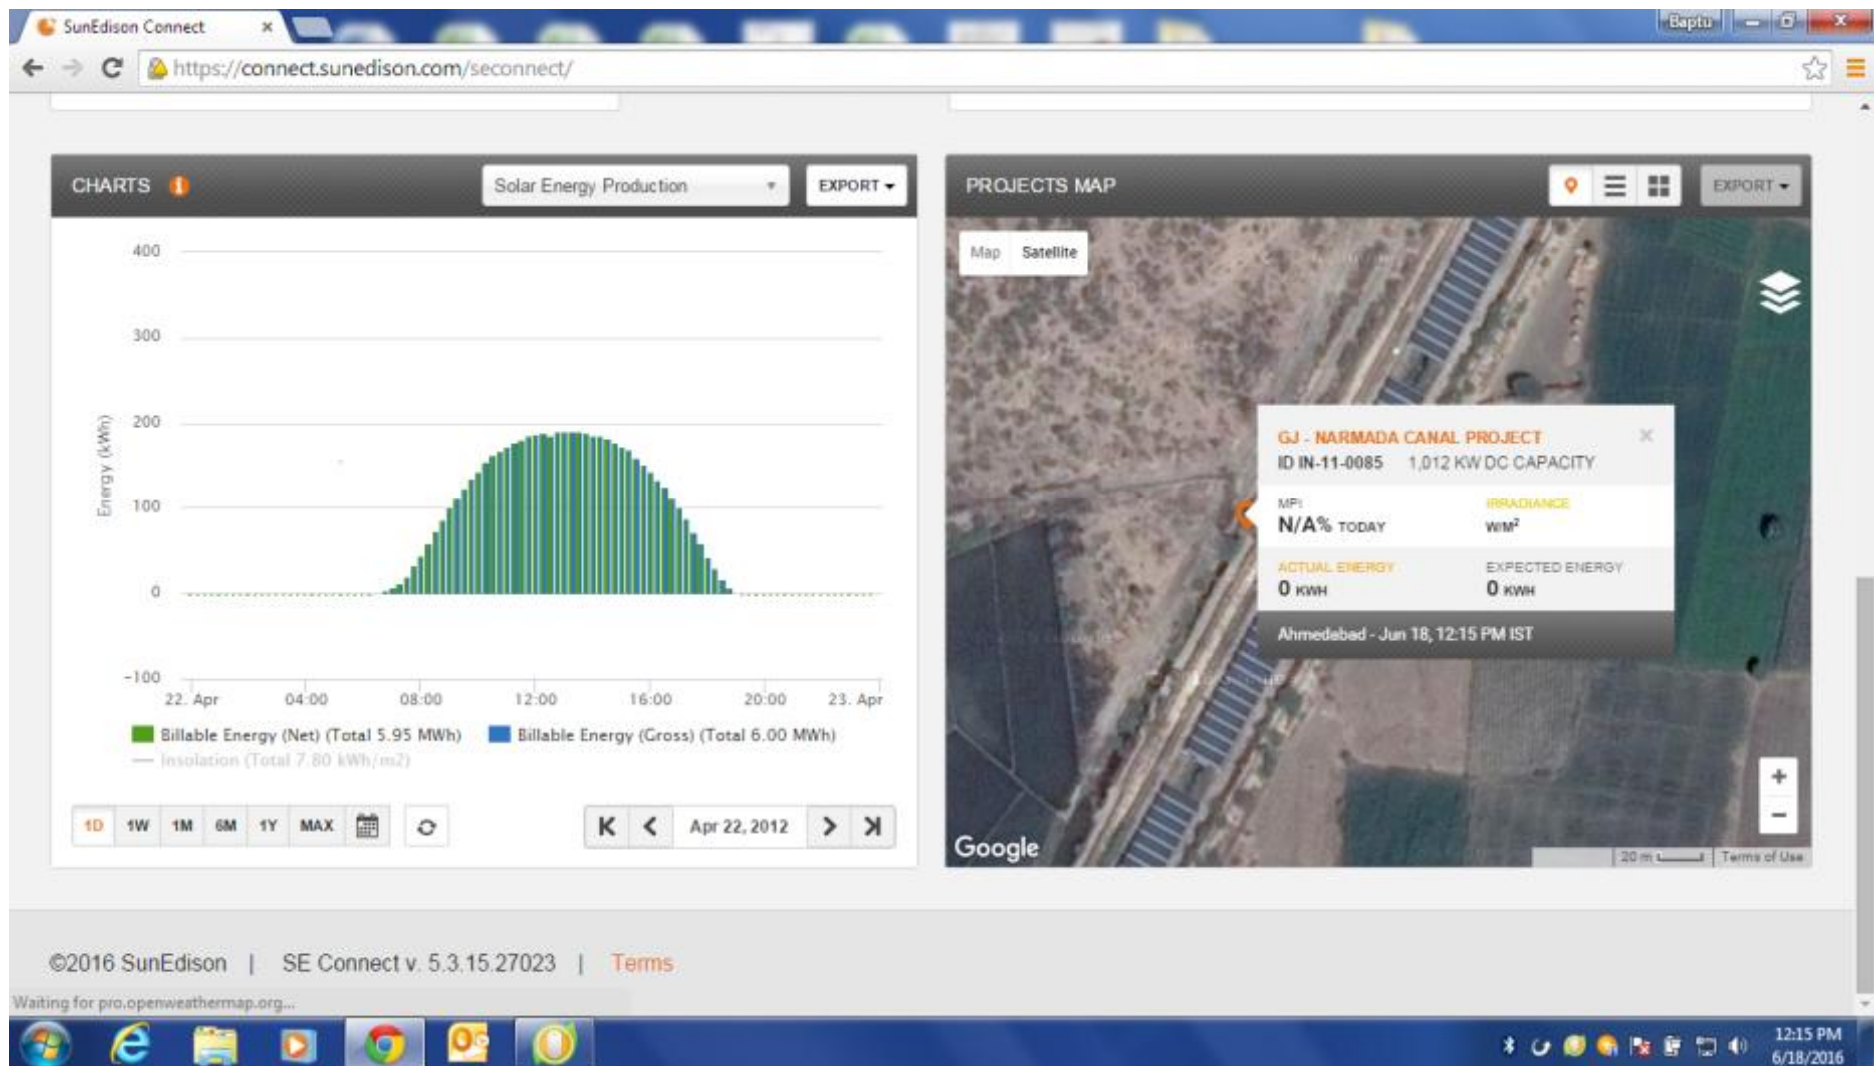 SunEdison Connect
Baptu
https://connect.sunedison.com/seconnect/
CHARTS
Solar Energy Production
EXPORT
400
300
200
100
0
-100
Energy (kWh)
22. Apr 04:00 08:00 12:00 16:00 20:00 23. Apr
Billable Energy (Net) (Total 5.95 MWh) Billable Energy (Gross) (Total 6.00 MWh)
Insolation (Total 7.80 kWh/m2)
1D 1W 1M 6M 1Y MAX
Apr 22, 2012
PROJECTS MAP
EXPORT
Map Satellite
GJ - NARMADA CANAL PROJECT
ID IN-11-0085 1,012 KW DC CAPACITY
MPI IRRADIANCE
N/A% TODAY W/M²
ACTUAL ENERGY EXPECTED ENERGY
0 KWH 0 KWH
Ahmedabad - Jun 18, 12:15 PM IST
+
−
Google
20 m Terms of Use
©2016 SunEdison | SE Connect v. 5.3.15.27023 | Terms
Waiting for pro.openweathermap.org...
12:15 PM
6/18/2016